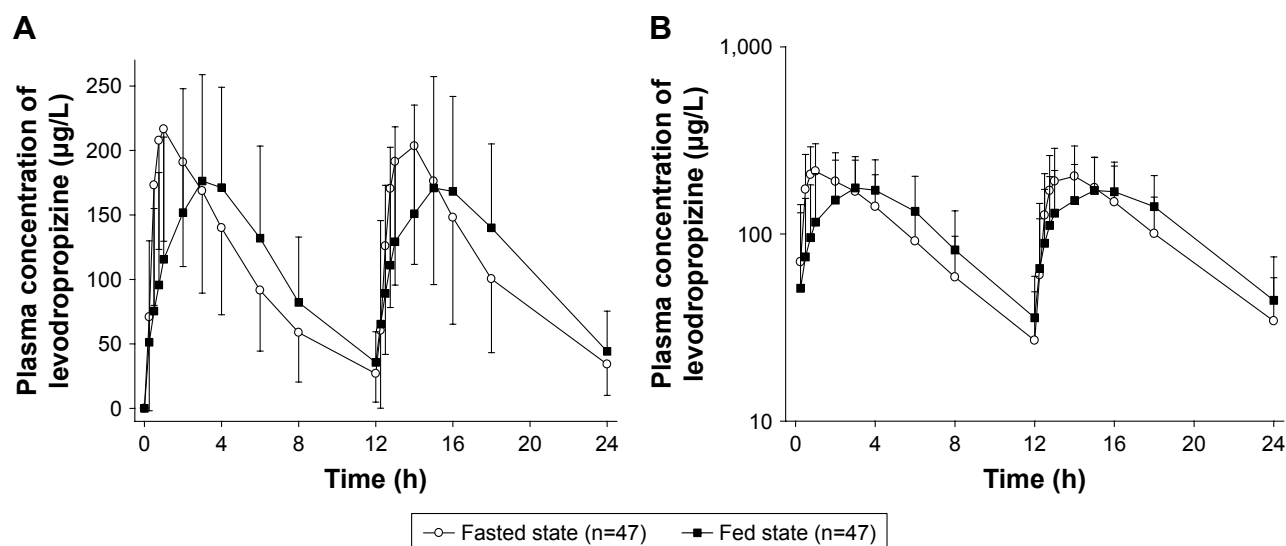 A
Plasma concentration of
levodropropizine (µg/L)
250
200
150
100
50
0
0 4 8 12 16 20 24
Time (h)
B
Plasma concentration of
levodropropizine (µg/L)
1,000
100
10
0 4 8 12 16 20 24
Time (h)
Fasted state (n=47) Fed state (n=47)